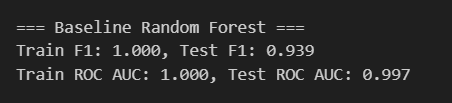 === Baseline Random Forest ===
Train F1: 1.000, Test F1: 0.939
Train ROC AUC: 1.000, Test ROC AUC: 0.997